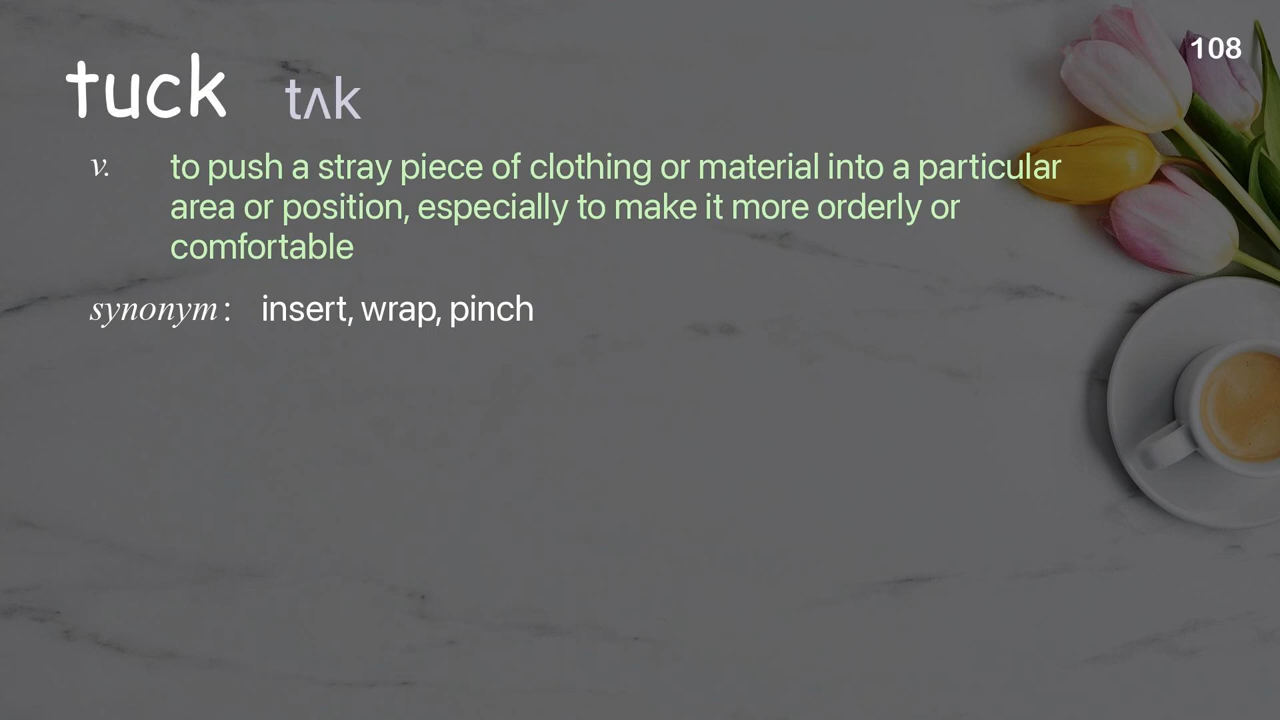 108
tuck tʌk
v. to push a stray piece of clothing or material into a particular
area or position, especially to make it more orderly or
comfortable
synonym: insert, wrap, pinch